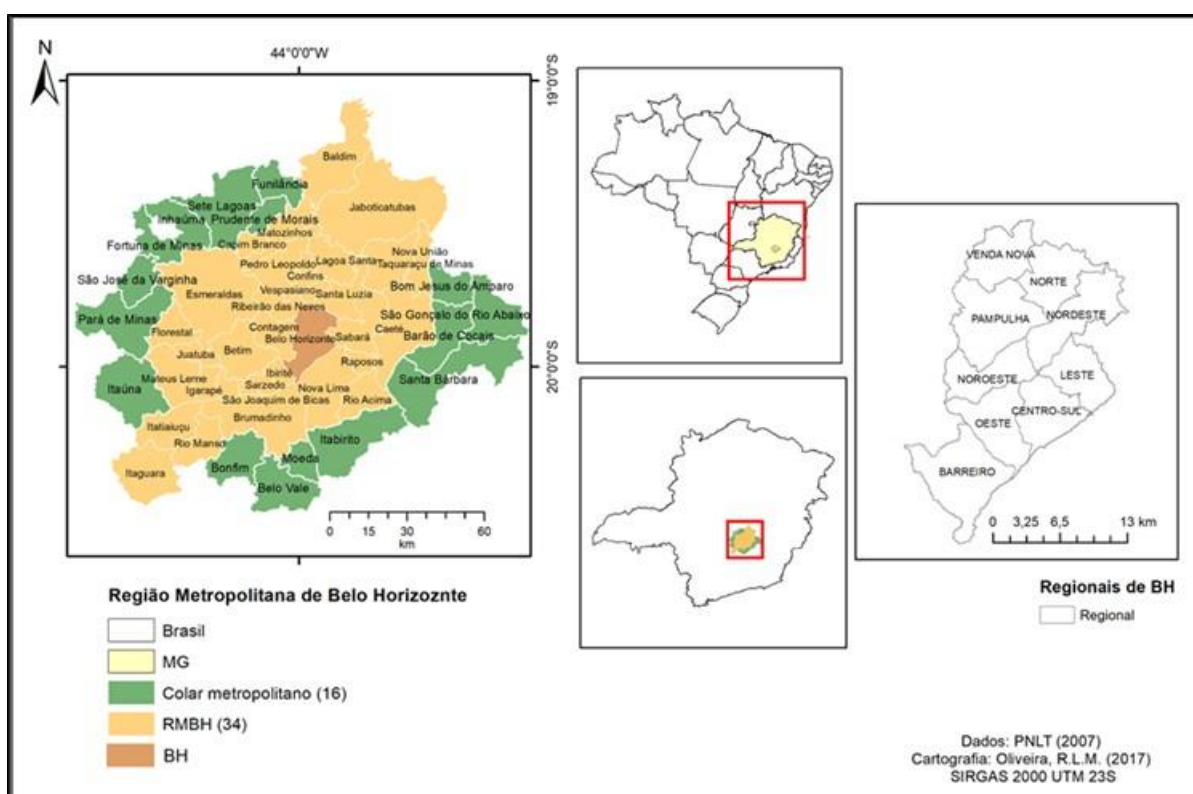 N
44°0'0"W
19°0'0"S
20°0'0"S
Baldim
Funilândia
Jaboticatubas
Sete Lagoas
Inhaúma
Prudente de Morais
Matozinhos
Fortuna de Minas
Capim Branco
Nova União
Pedro Leopoldo
Lagoa Santa
Taquaraçu de Minas
Confins
São José da Varginha
Vespasiano
Bom Jesus do Amparo
Esmeraldas
Santa Luzia
Ribeirão das Neves
São Gonçalo do Rio Abaixo
Pará de Minas
Contagem
Caeté
Florestal
Belo Horizonte
Sabará
Barão de Cocais
Juatuba
Betim
Raposos
Ibirité
Mateus Leme
Sarzedo
Nova Lima
Santa Bárbara
Itaúna
Igarapé
São Joaquim de Bicas
Rio Acima
Brumadinho
Itatiaiuçu
Rio Manso
Itabirito
Moeda
Itaguara
Bonfim
Belo Vale
0 15 30 60
km
VENDA NOVA
NORTE
PAMPULHA
NORDESTE
NOROESTE
LESTE
OESTE
CENTRO-SUL
BARREIRO
0 3,25 6,5 13 km
Região Metropolitana de Belo Horizoznte
Brasil
MG
Colar metropolitano (16)
RMBH (34)
BH
Regionais de BH
Regional
Dados: PNLT (2007)
Cartografia: Oliveira, R.L.M. (2017)
SIRGAS 2000 UTM 23S